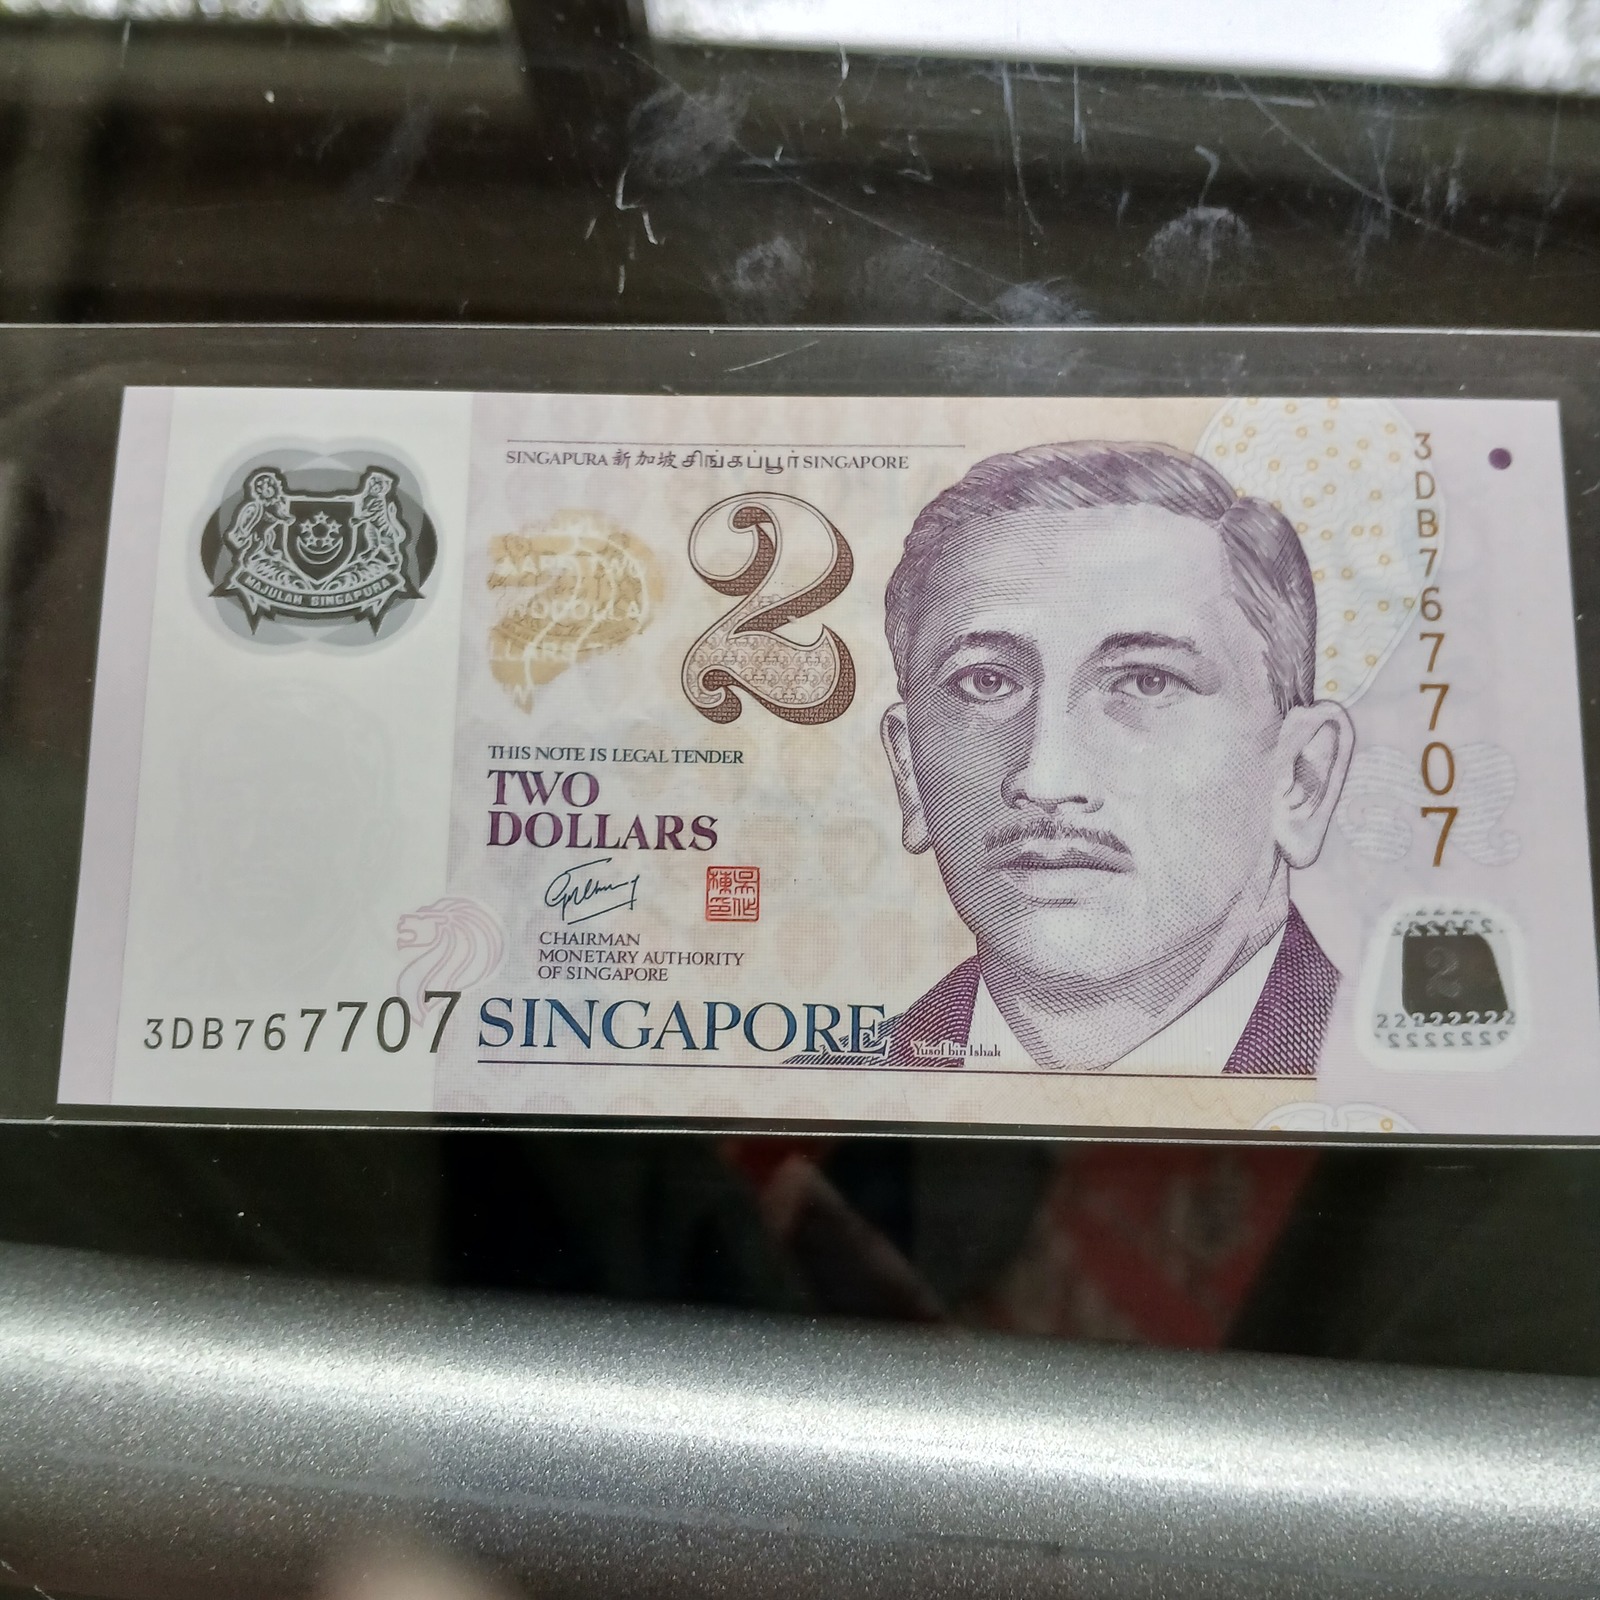 SINGAPURA 新加坡 சிங்கப்பூர் SINGAPORE
MAJULAH SINGAPURA
2
THIS NOTE IS LEGAL TENDER
TWO
DOLLARS
CHAIRMAN
MONETARY AUTHORITY
OF SINGAPORE
3DB767707
SINGAPORE
Yusof bin Ishak
3DB767707
2